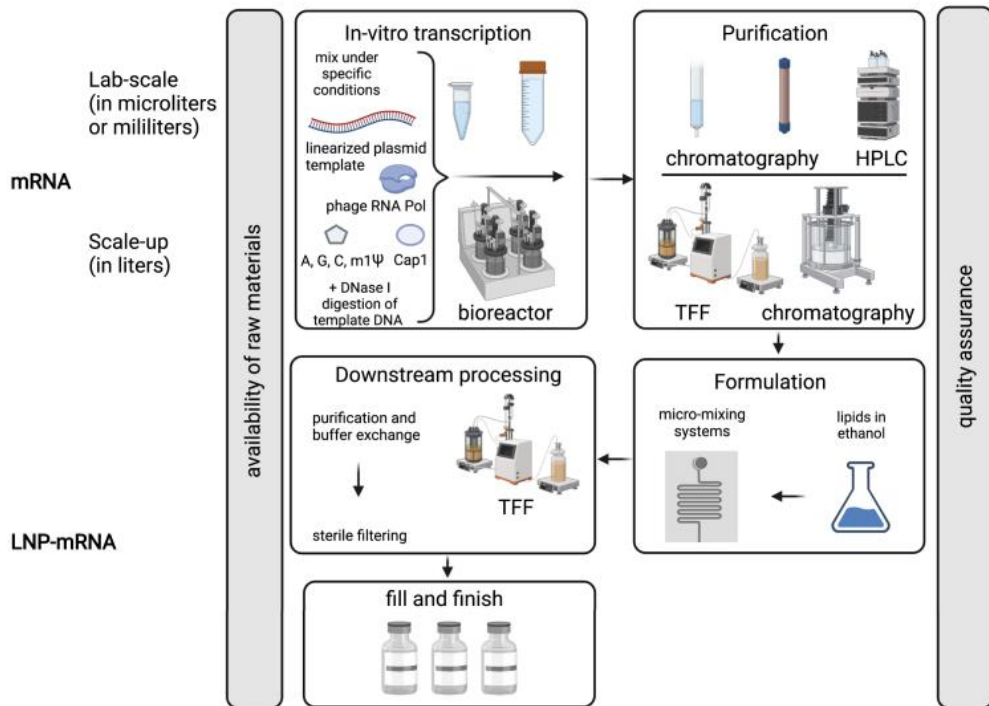 Lab-scale
(in microliters
or mililiters)
mRNA
Scale-up
(in liters)
LNP-mRNA
availability of raw materials
In-vitro transcription
mix under
specific
conditions
linearized plasmid
template
phage RNA Pol
A, G, C, m1Ψ
Cap1
+ DNase I
digestion of
template DNA
bioreactor
Purification
chromatography
HPLC
TFF
chromatography
Formulation
micro-mixing
systems
lipids in
ethanol
Downstream processing
purification and
buffer exchange
sterile filtering
TFF
fill and finish
quality assurance